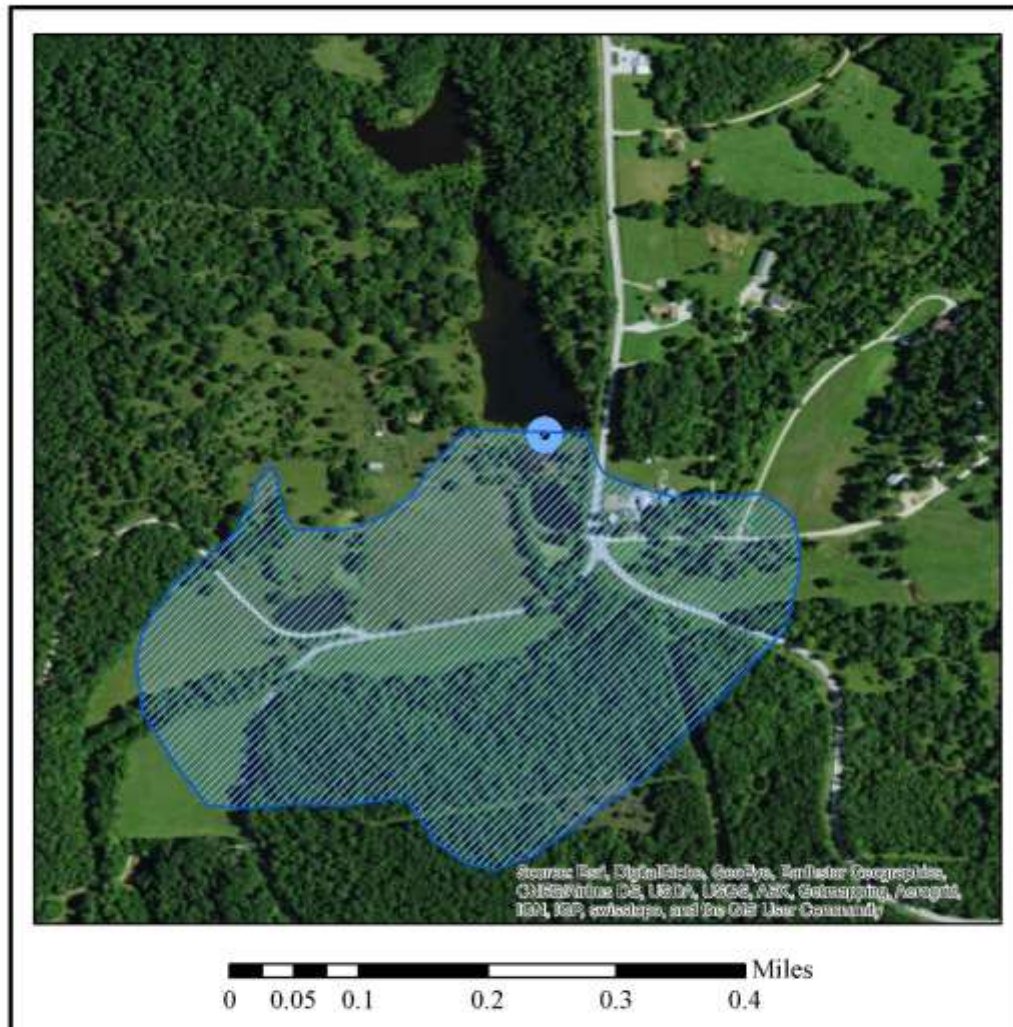 Source: Esri, DigitalGlobe, GeoEye, Earthstar Geographics,
CNES/Airbus DS, USDA, USGS, AEX, Getmapping, Aerogrid,
IGN, IGP, swisstopo, and the GIS User Community
Miles
0 0.05 0.1 0.2 0.3 0.4